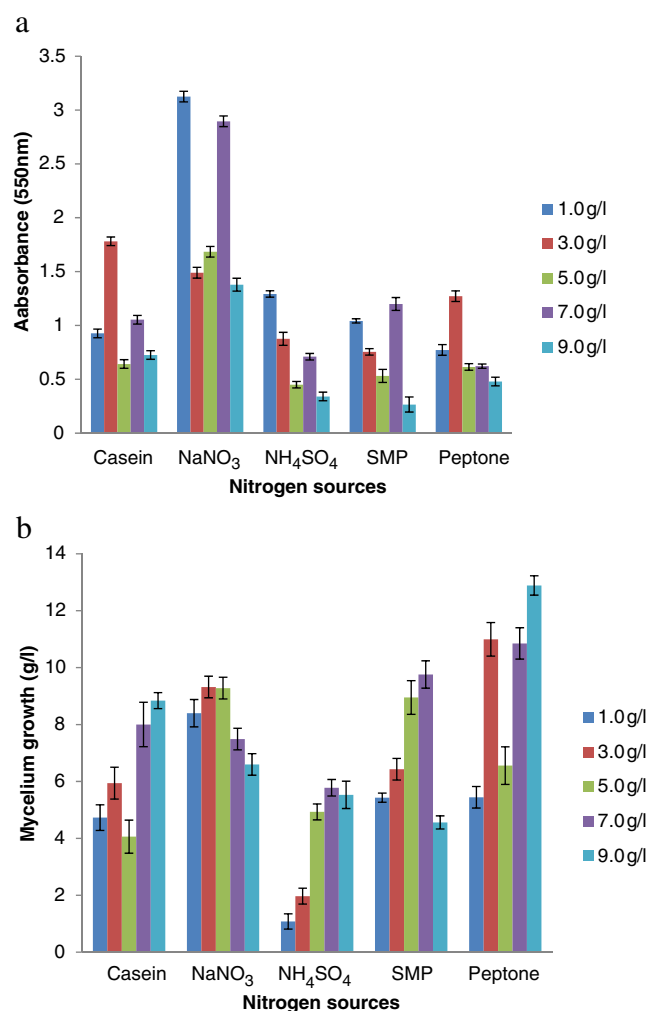 a
3.5
3
2.5
2
1.5
1
0.5
0
Aabsorbance (550nm)
Casein NaNO3 NH4SO4 SMP Peptone
Nitrogen sources
1.0 g/l
3.0 g/l
5.0 g/l
7.0 g/l
9.0 g/l
b
14
12
10
8
6
4
2
0
Mycelium growth (g/l)
Casein NaNO3 NH4SO4 SMP Peptone
Nitrogen sources
1.0 g/l
3.0 g/l
5.0 g/l
7.0 g/l
9.0 g/l